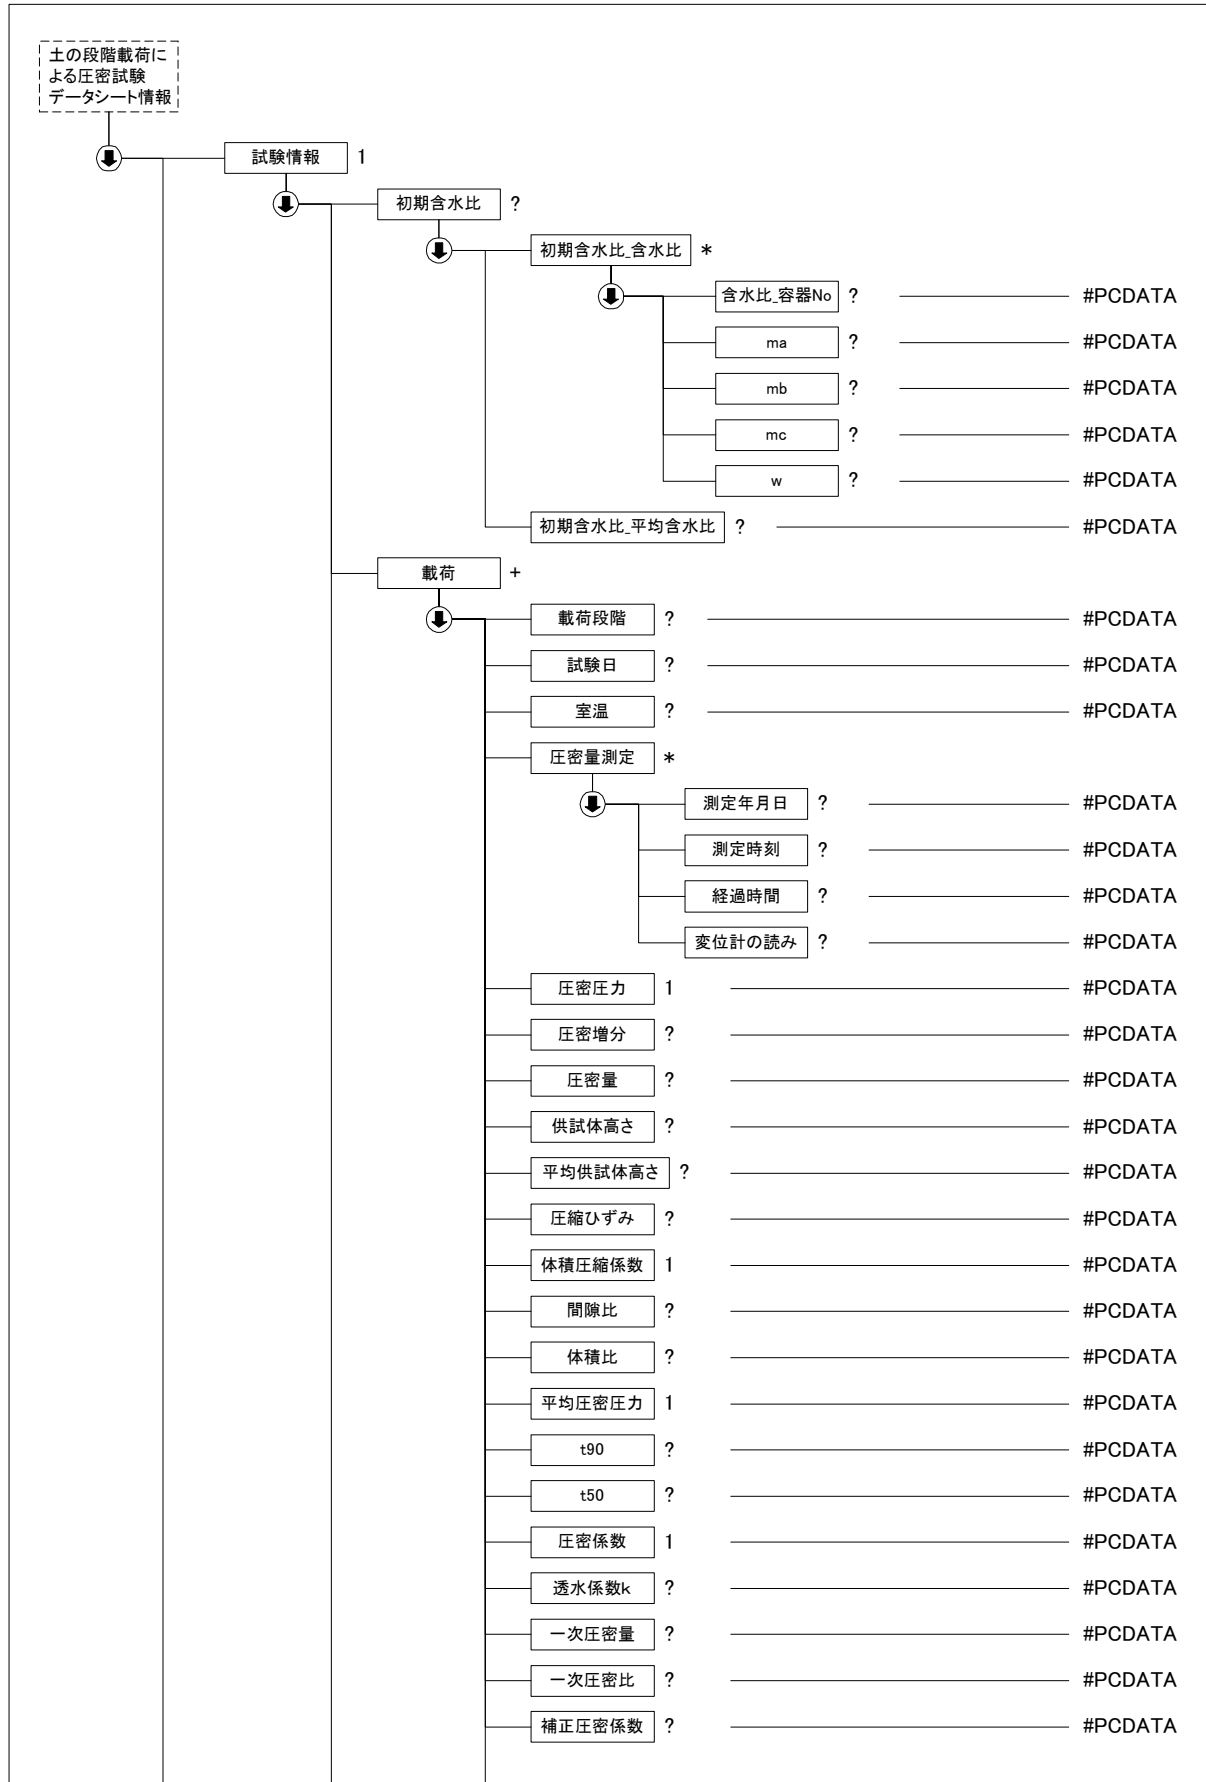 土の段階載荷に
よる圧密試験
データシート情報
試験情報 1
初期含水比 ?
初期含水比_含水比 *
含水比_容器No ? #PCDATA
ma ? #PCDATA
mb ? #PCDATA
mc ? #PCDATA
w ? #PCDATA
初期含水比_平均含水比 ? #PCDATA
載荷 +
載荷段階 ? #PCDATA
試験日 ? #PCDATA
室温 ? #PCDATA
圧密量測定 *
測定年月日 ? #PCDATA
測定時刻 ? #PCDATA
経過時間 ? #PCDATA
変位計の読み ? #PCDATA
圧密圧力 1 #PCDATA
圧密増分 ? #PCDATA
圧密量 ? #PCDATA
供試体高さ ? #PCDATA
平均供試体高さ ? #PCDATA
圧縮ひずみ ? #PCDATA
体積圧縮係数 1 #PCDATA
間隙比 ? #PCDATA
体積比 ? #PCDATA
平均圧密圧力 1 #PCDATA
t90 ? #PCDATA
t50 ? #PCDATA
圧密係数 1 #PCDATA
透水係数k ? #PCDATA
一次圧密量 ? #PCDATA
一次圧密比 ? #PCDATA
補正圧密係数 ? #PCDATA